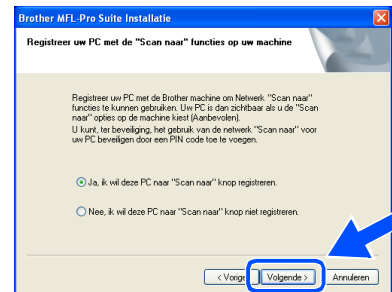 Brother MFL-Pro Suite Installatie
Registreer uw PC met de "Scan naar" functies op uw machine
Registreer uw PC met de Brother machine om Netwerk "Scan naar"
functies te kunnen gebruiken. Uw PC is dan zichtbaar als u de "Scan
naar" opties op de machine kiest (Aanbevolen).
U kunt, ter beveiliging, het gebruik van de netwerk "Scan naar" voor
uw PC beveiligen door een PIN code toe te voegen.
Ja, ik wil deze PC naar "Scan naar" knop registreren.
Nee, ik wil deze PC naar "Scan naar" knop niet registreren.
< Vorige Volgende > Annuleren